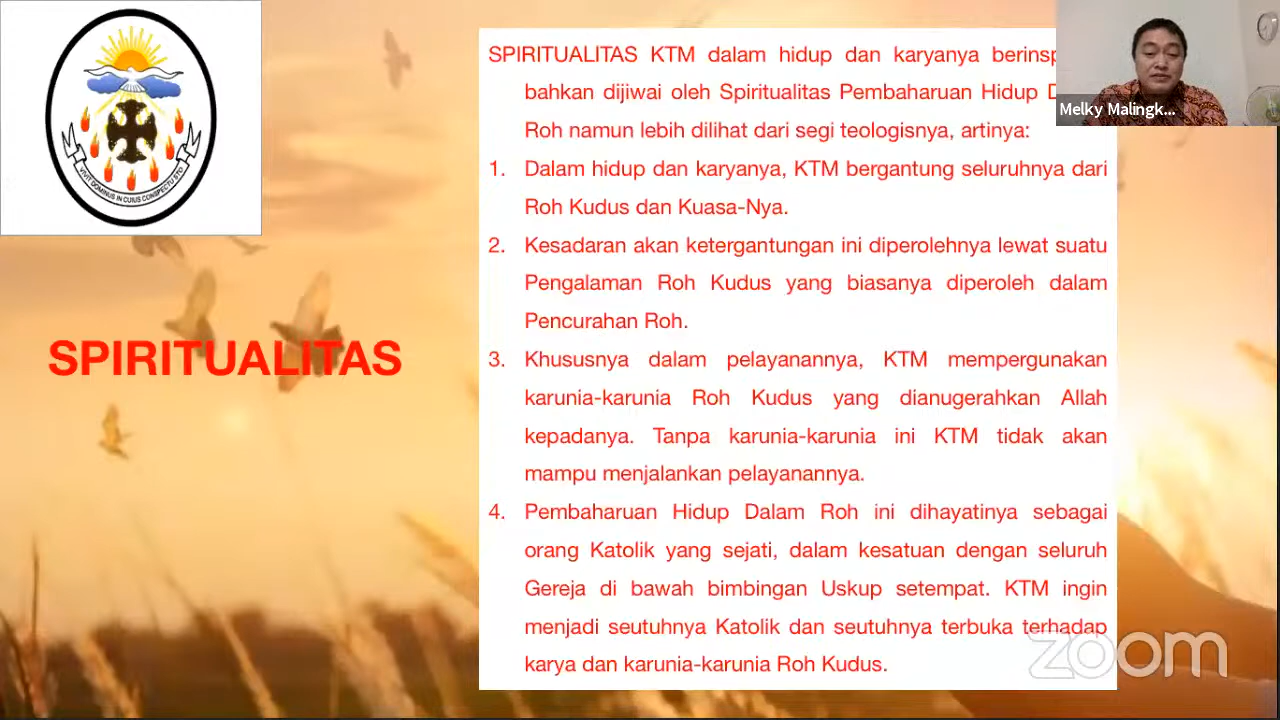 VIVIT DOMINUS IN CUIUS CONSPECTU STO
SPIRITUALITAS
SPIRITUALITAS KTM dalam hidup dan karyanya
bahkan dijiwai oleh Spiritualitas Pembaharuan Hidup
Roh namun lebih dilihat dari segi teologisnya, artinya:
1. Dalam hidup dan karyanya, KTM bergantung seluruhnya dari
Roh Kudus dan Kuasa-Nya.
2. Kesadaran akan ketergantungan ini diperolehnya lewat suatu
Pengalaman Roh Kudus yang biasanya diperoleh dalam
Pencurahan Roh.
3. Khususnya dalam pelayanannya, KTM mempergunakan
karunia-karunia Roh Kudus yang dianugerahkan Allah
kepadanya. Tanpa karunia-karunia ini KTM tidak akan
mampu menjalankan pelayanannya.
4. Pembaharuan Hidup Dalam Roh ini dihayatinya sebagai
orang Katolik yang sejati, dalam kesatuan dengan seluruh
Gereja di bawah bimbingan Uskup setempat. KTM ingin
menjadi seutuhnya Katolik dan seutuhnya terbuka terhadap
karya dan karunia-karunia Roh Kudus.
Melky Malingk...
zoom